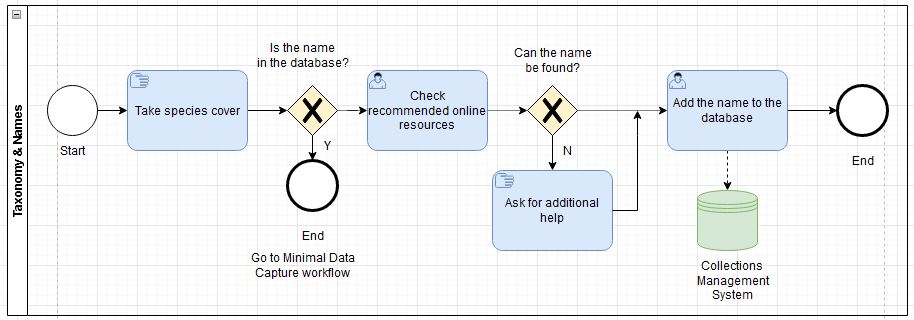 Taxonomy & Names
Start
Take species cover
Is the name
in the database?
Y
End
Go to Minimal Data
Capture workflow
Check
recommended online
resources
Can the name
be found?
N
Ask for additional
help
Add the name to the
database
Collections
Management
System
End